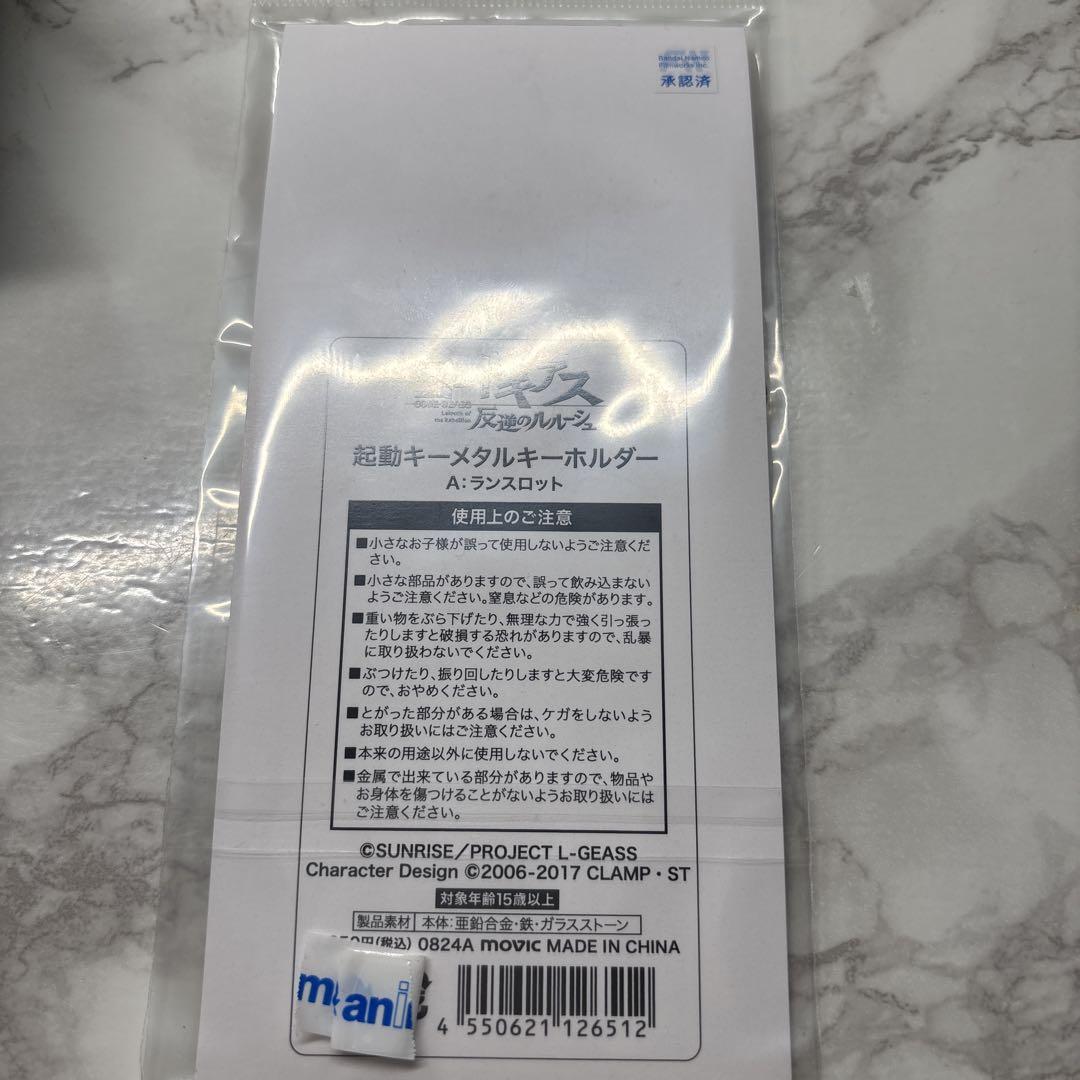 Bandai Namco
Filmworks Inc.
承認済
ギアス
CODE GEASS
Lelouch of
the Rebellion
反逆のルルーシュ
起動キーメタルキーホルダー
A：ランスロット
使用上のご注意
■小さなお子様が誤って使用しないようご注意くだ
さい。
■小さな部品がありますので、誤って飲み込まない
ようご注意ください。窒息などの危険があります。
■重い物をぶら下げたり、無理な力で強く引っ張っ
たりしますと破損する恐れがありますので、乱暴
に取り扱わないでください。
■ぶつけたり、振り回したりしますと大変危険です
ので、おやめください。
■とがった部分がある場合は、ケガをしないよう
お取り扱いにはご注意ください。
■本来の用途以外に使用しないでください。
■金属で出来ている部分がありますので、物品や
お身体を傷つけることがないようお取り扱いには
ご注意ください。
©SUNRISE／PROJECT L-GEASS
Character Design ©2006-2017 CLAMP・ST
対象年齢15歳以上
製品素材 本体：亜鉛合金・鉄・ガラスストーン
50円(税込) 0824A movic MADE IN CHINA
m ani
4 550621 126512